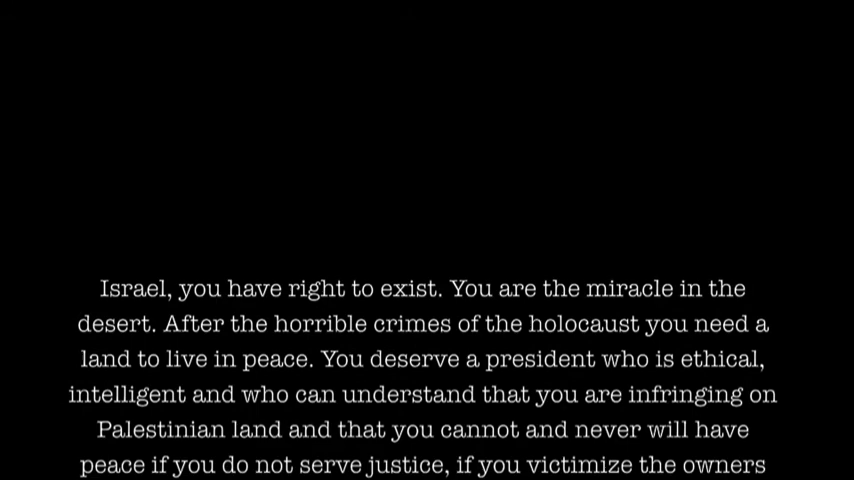 Israel, you have right to exist. You are the miracle in the
desert. After the horrible crimes of the holocaust you need a
land to live in peace. You deserve a president who is ethical,
intelligent and who can understand that you are infringing on
Palestinian land and that you cannot and never will have
peace if you do not serve justice, if you victimize the owners